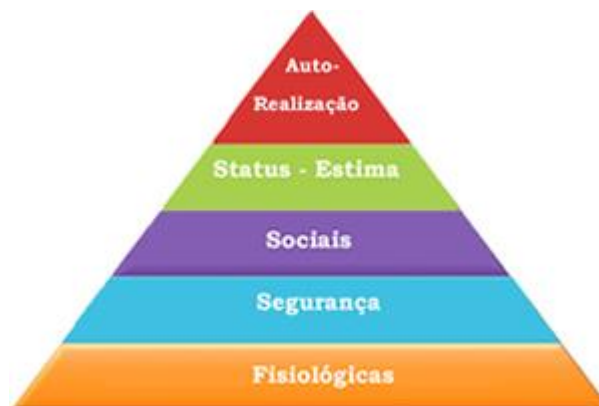 Auto-
Realização
Status - Estima
Sociais
Segurança
Fisiológicas